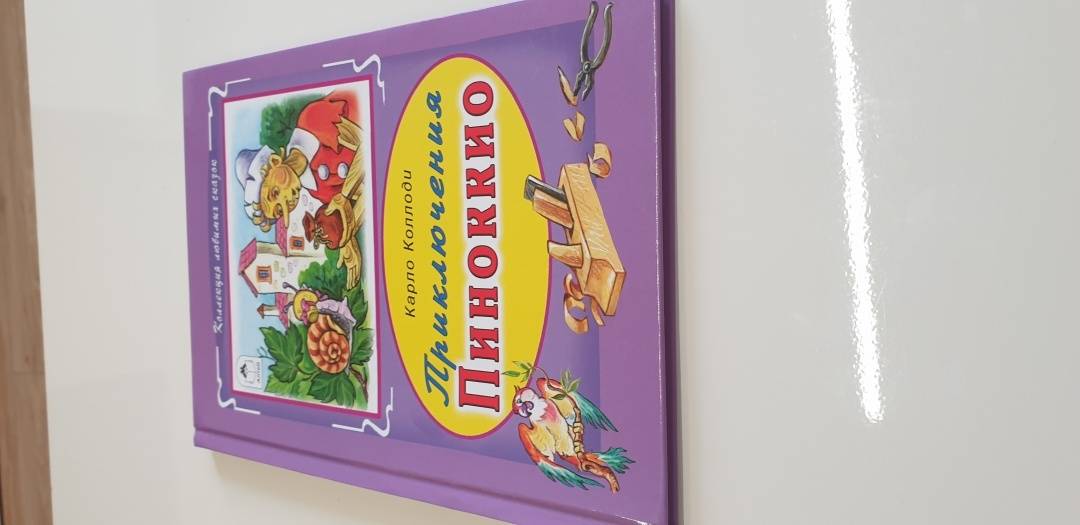 Коллекция любимых сказок
Карло Коллоди
Приключения
Пиноккио